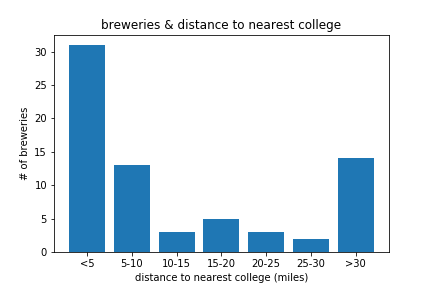 breweries & distance to nearest college
# of breweries
30
25
20
15
10
5
0
<5 5-10 10-15 15-20 20-25 25-30 >30
distance to nearest college (miles)